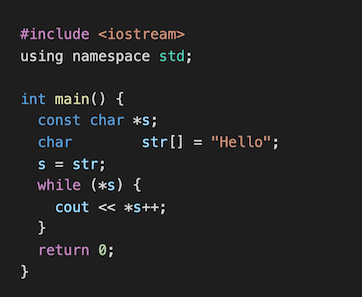 #include <iostream>
using namespace std;

int main() {
  const char *s;
  char        str[] = "Hello";
  s = str;
  while (*s) {
    cout << *s++;
  }
  return 0;
}